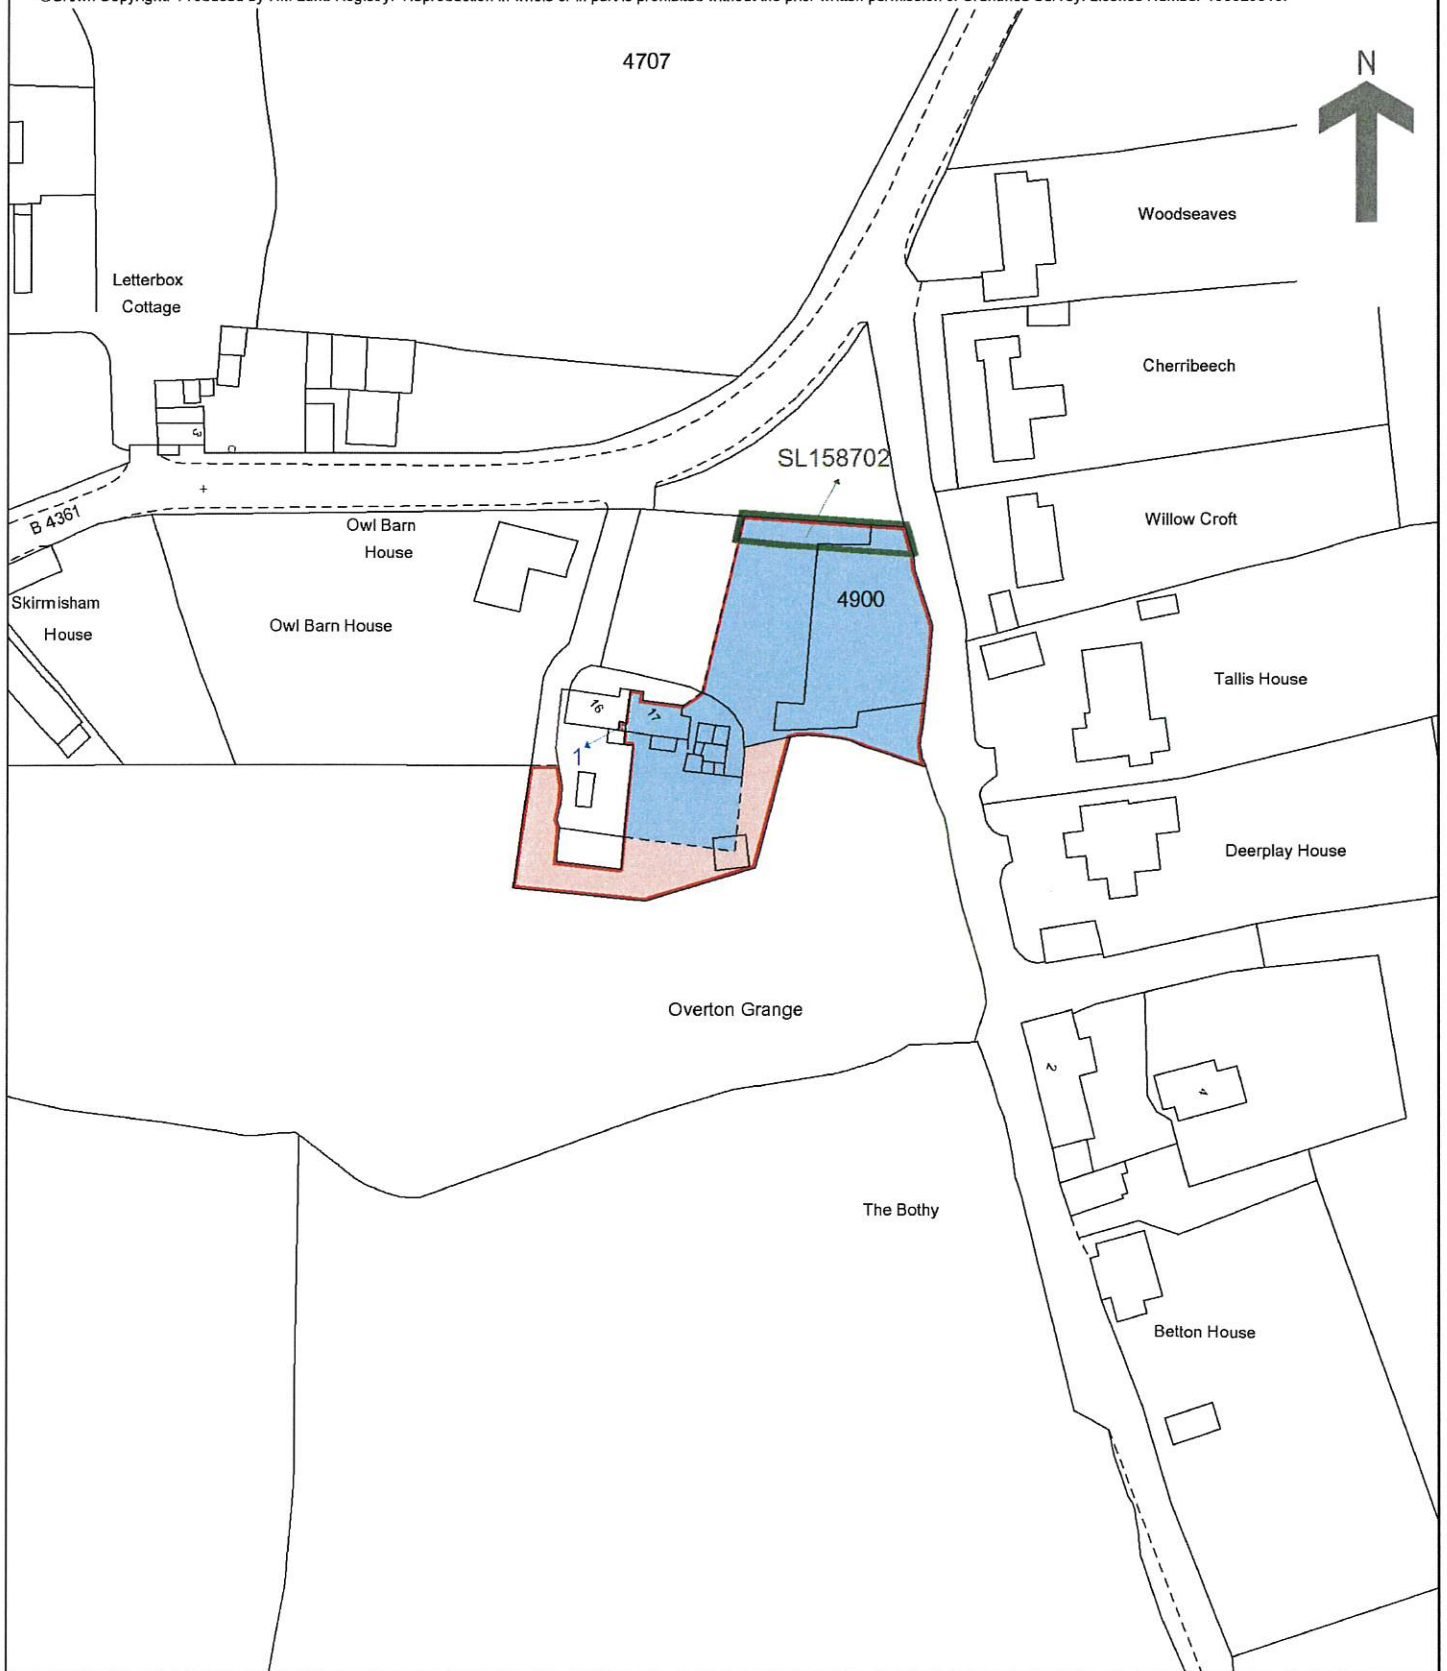 4707
N
Woodseaves
Letterbox
Cottage
Cherribeech
3
SL158702
B 4361
Owl Barn
House
Willow Croft
Skirmisham
House
Owl Barn House
4900
Tallis House
16
17
1
Deerplay House
Overton Grange
2
4
The Bothy
Betton House